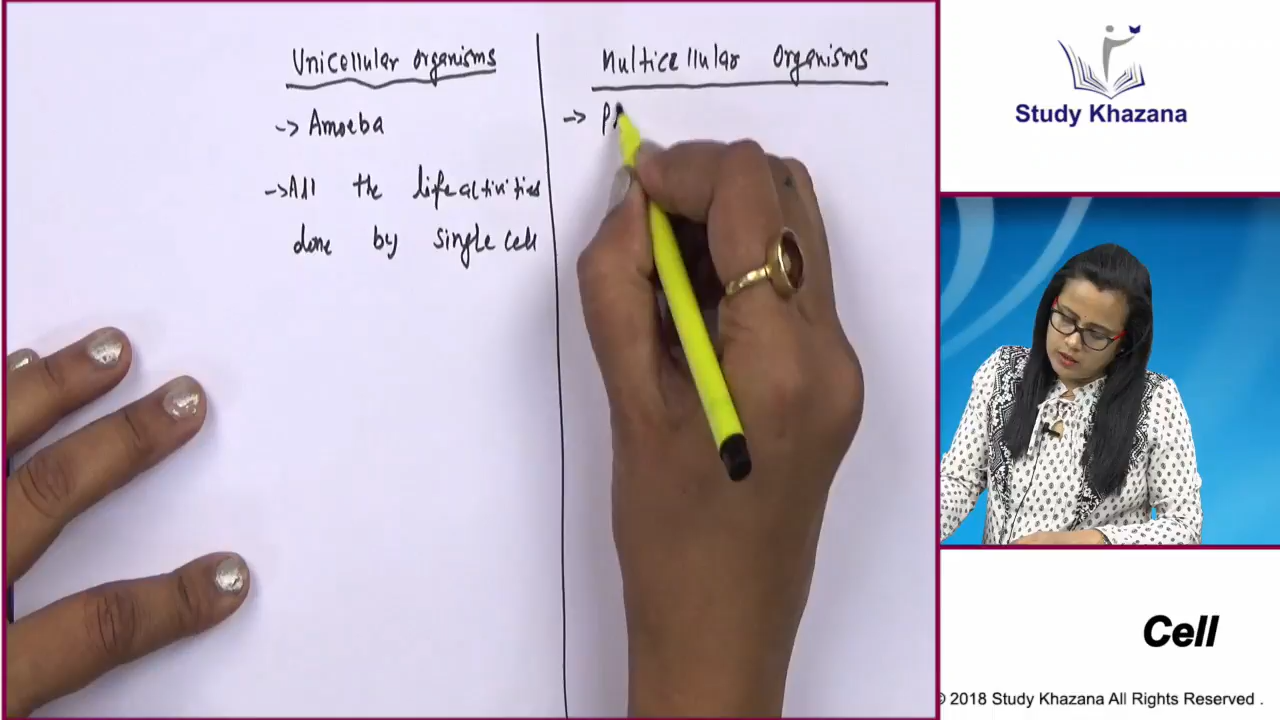 Unicellular organisms
-> Amoeba
-> All the life activities
done by single cell
Multicellular Organisms
->
Study Khazana
Cell
© 2018 Study Khazana All Rights Reserved .